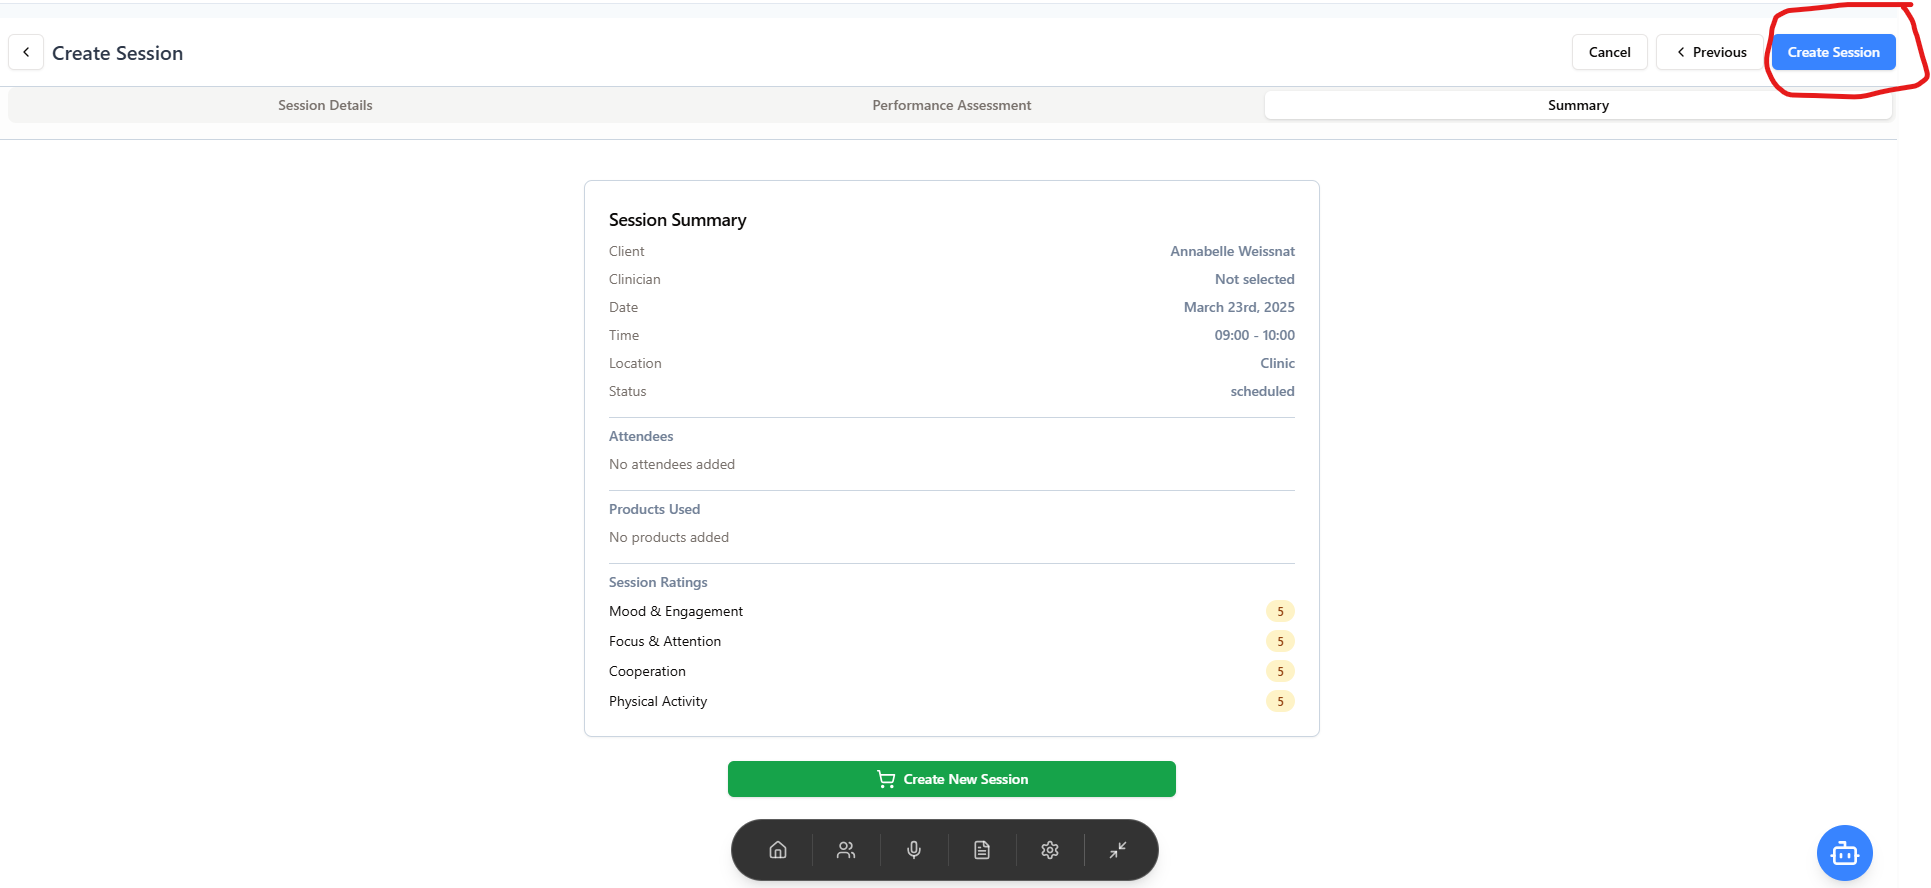 Create Session
Cancel
Previous
Create Session
Session Details
Performance Assessment
Summary
Session Summary
Client Annabelle Weissnat
Clinician Not selected
Date March 23rd, 2025
Time 09:00 - 10:00
Location Clinic
Status scheduled
Attendees
No attendees added
Products Used
No products added
Session Ratings
Mood & Engagement 5
Focus & Attention 5
Cooperation 5
Physical Activity 5
Create New Session